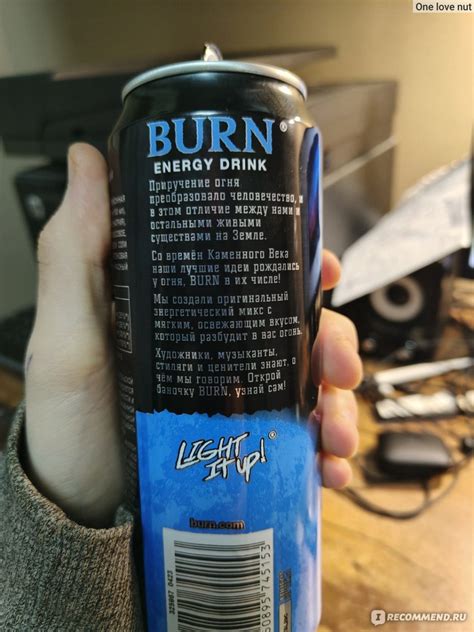 One love nut
BURN®
ENERGY DRINK
Приручение огня
преобразовало человечество, и
в этом отличие между нами и
остальными живыми
существами на Земле.
Со времён Каменного Века
наши лучшие идеи рождались
у огня, BURN в их числе!
Мы создали оригинальный
энергетический микс с
мягким, освежающим вкусом,
который разбудит в вас огонь.
Художники, музыканты,
стиляги и ценители знают, о
чём мы говорим. Открой
баночку BURN, узнай сам!
LIGHT
IT UP!®
burn.com
60895745153
IRECOMMEND.RU